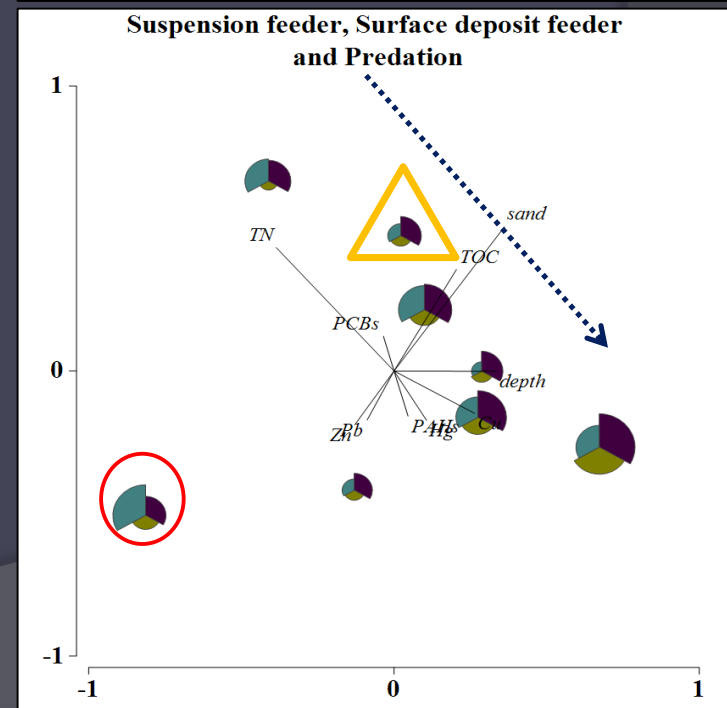 Suspension feeder, Surface deposit feeder
and Predation
1
sand
TN
TOC
PCBs
0
depth
Cu
PAHs
Hg
Pb
Zn
-1
-1 0 1